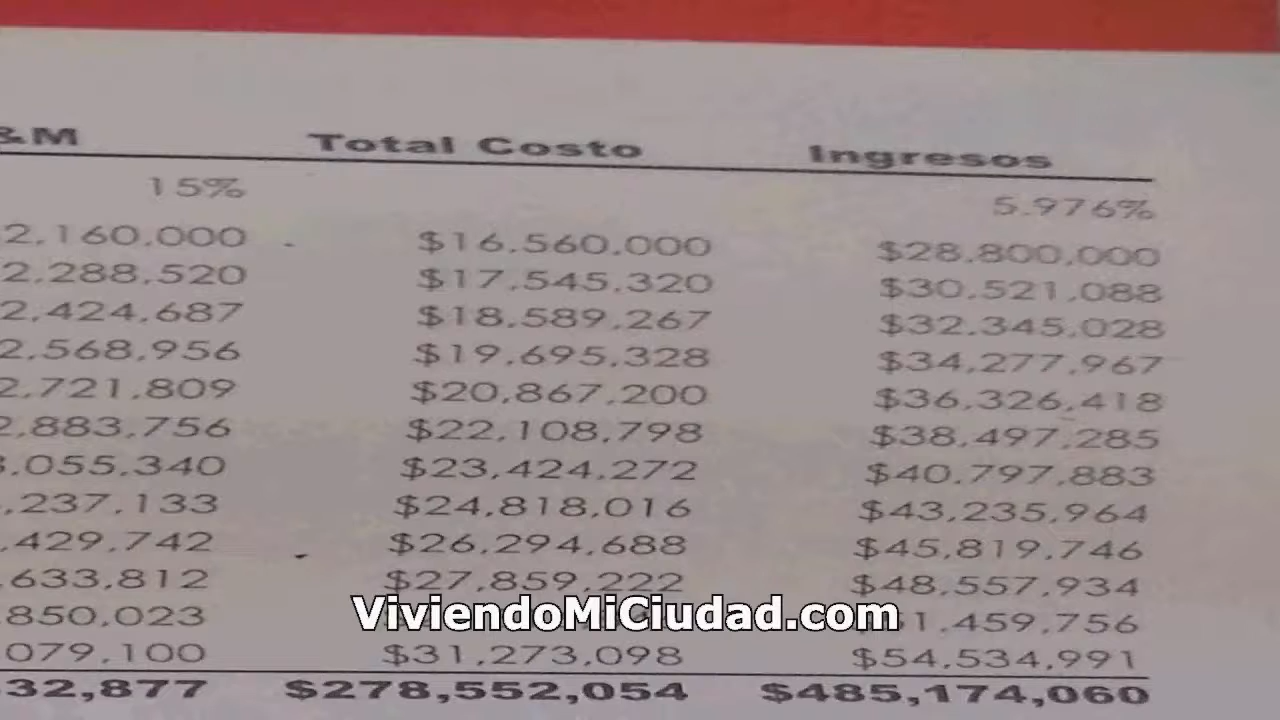 &M Total Costo Ingresos
15% 5.976%
2,160,000 $16,560,000 $28,800,000
2,288,520 $17,545,320 $30,521,088
2,424,687 $18,589,267 $32,345,028
2,568,956 $19,695,328 $34,277,967
2,721,809 $20,867,200 $36,326,418
2,883,756 $22,108,798 $38,497,285
,055,340 $23,424,272 $40,797,883
,237,133 $24,818,016 $43,235,964
,429,742 $26,294,688 $45,819,746
,633,812 $27,859,222 $48,557,934
ViviendoMiCiudad.com
850,023 1,459,756
079,100 $31,273,098 $54,534,991
32,877 $278,552,054 $485,174,060